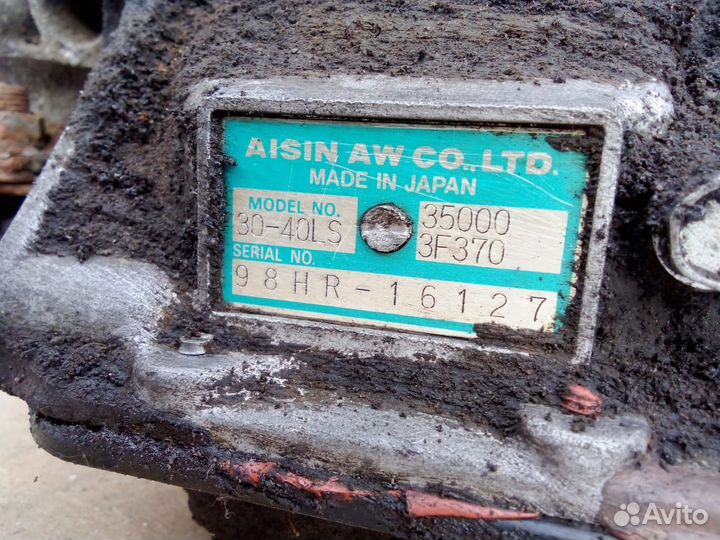 AISIN AW CO., LTD.
MADE IN JAPAN
MODEL NO.
30-40LS
35000
3F370
SERIAL NO.
98HR-16127
Avito